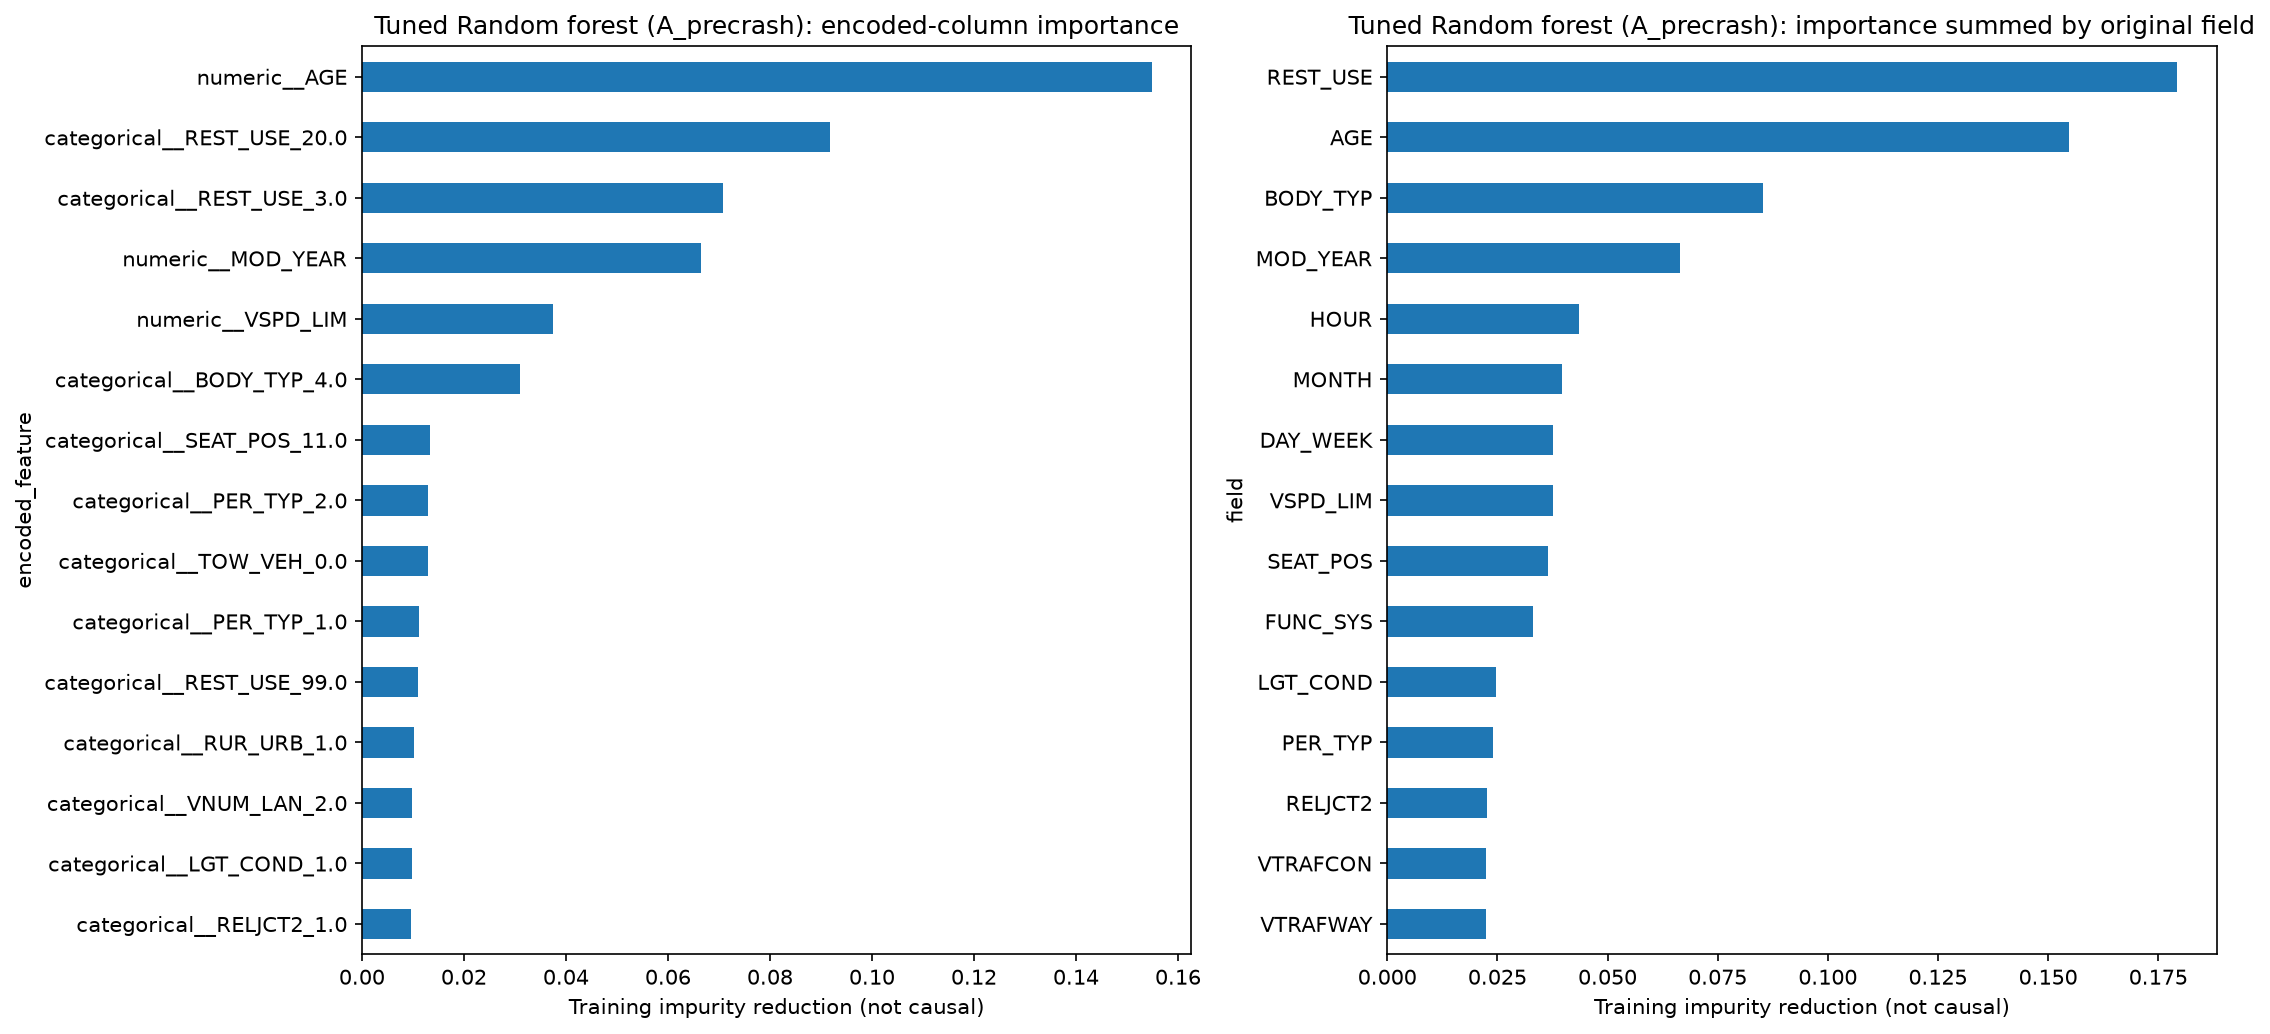 Tuned Random forest (A_precrash): encoded-column importance
encoded_feature
numeric__AGE
categorical__REST_USE_20.0
categorical__REST_USE_3.0
numeric__MOD_YEAR
numeric__VSPD_LIM
categorical__BODY_TYP_4.0
categorical__SEAT_POS_11.0
categorical__PER_TYP_2.0
categorical__TOW_VEH_0.0
categorical__PER_TYP_1.0
categorical__REST_USE_99.0
categorical__RUR_URB_1.0
categorical__VNUM_LAN_2.0
categorical__LGT_COND_1.0
categorical__RELJCT2_1.0
0.00 0.02 0.04 0.06 0.08 0.10 0.12 0.14 0.16
Training impurity reduction (not causal)
Tuned Random forest (A_precrash): importance summed by original field
field
REST_USE
AGE
BODY_TYP
MOD_YEAR
HOUR
MONTH
DAY_WEEK
VSPD_LIM
SEAT_POS
FUNC_SYS
LGT_COND
PER_TYP
RELJCT2
VTRAFCON
VTRAFWAY
0.000 0.025 0.050 0.075 0.100 0.125 0.150 0.175
Training impurity reduction (not causal)